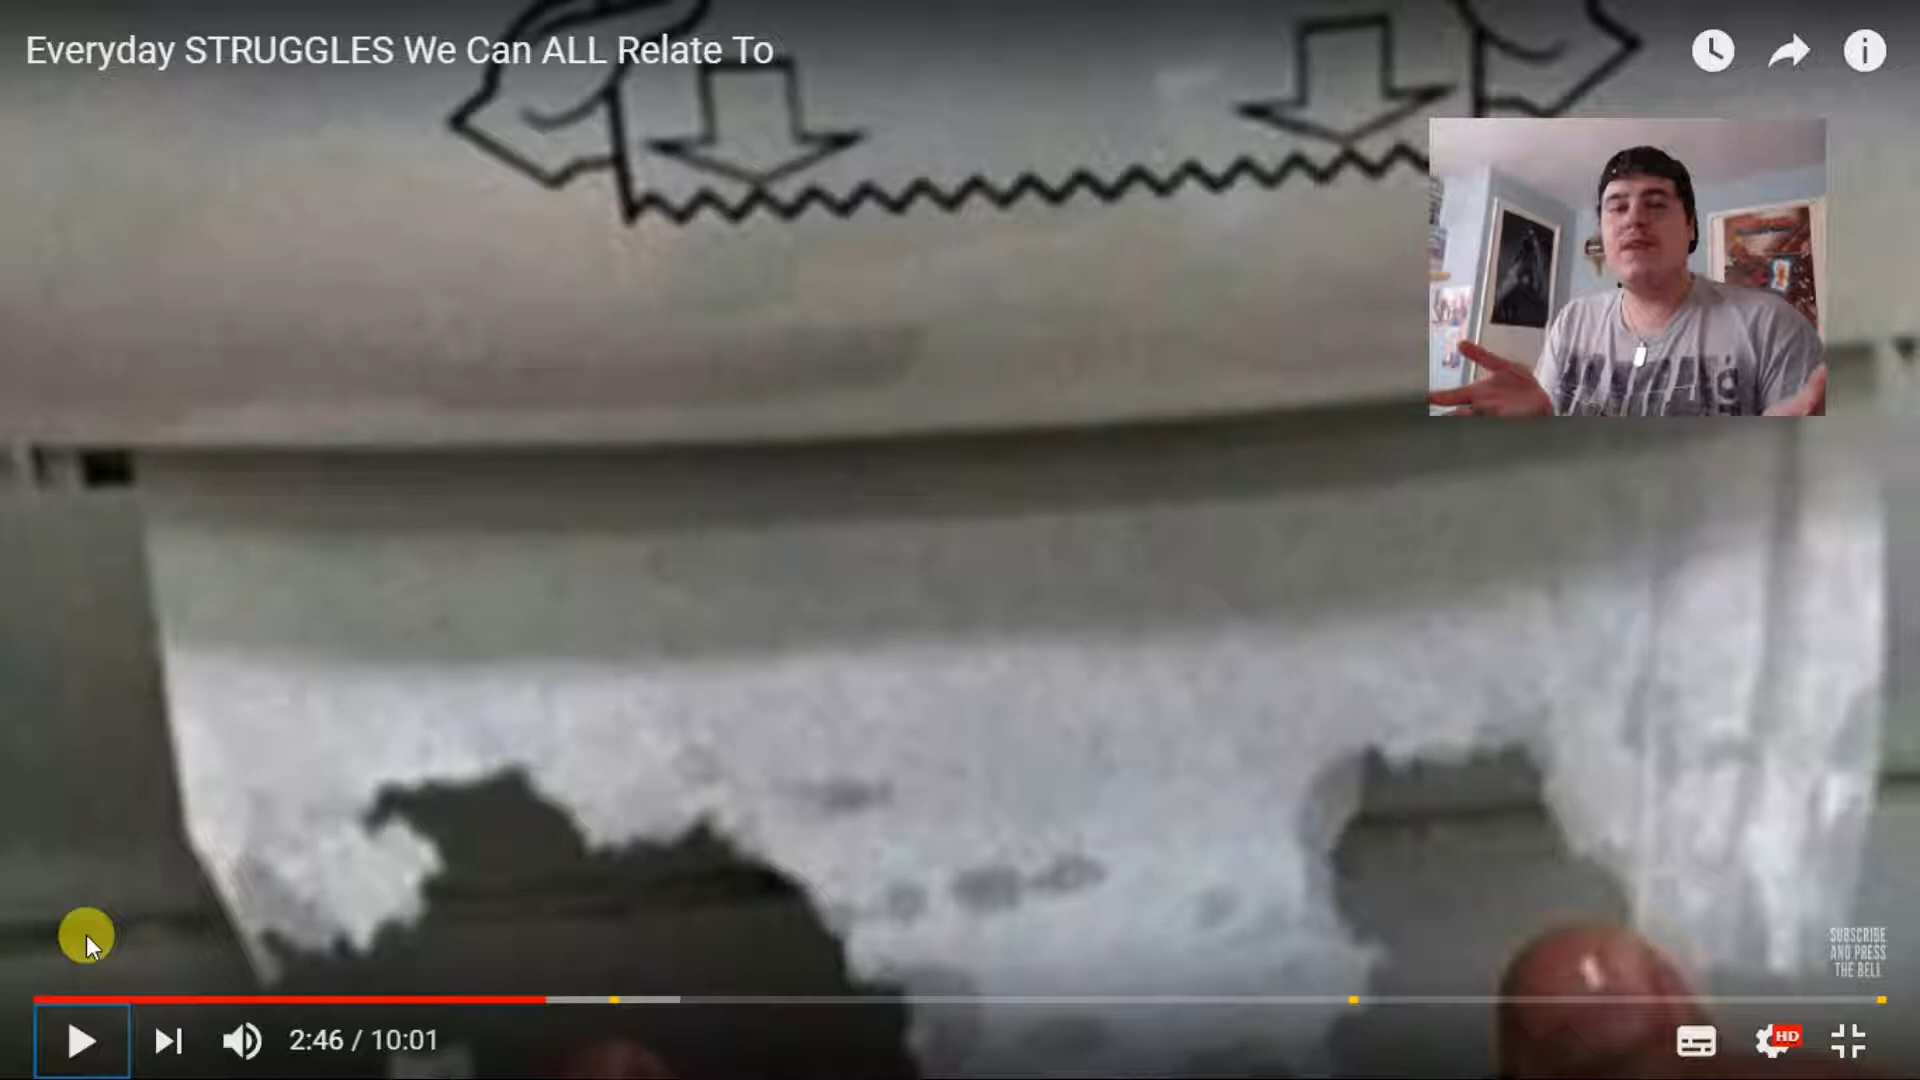 Everyday STRUGGLES We Can ALL Relate To
SUBSCRIBE
AND PRESS
THE BELL
2:46 / 10:01
HD